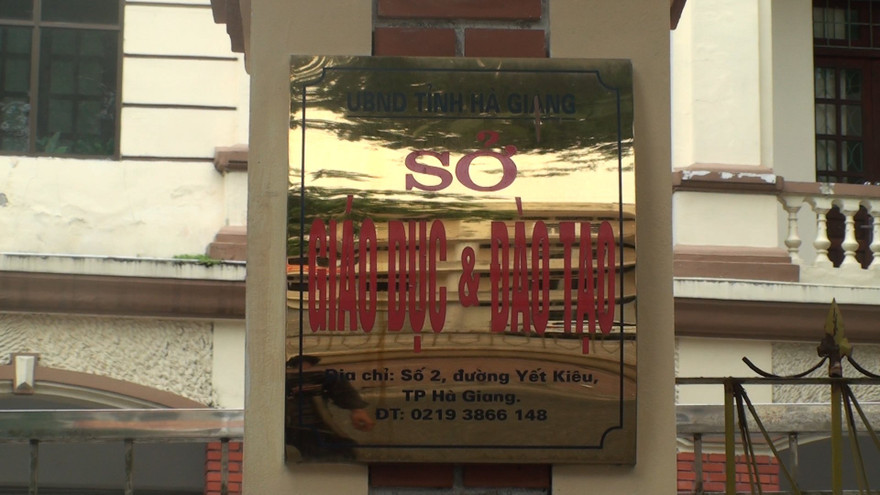 UBND TỈNH HÀ GIANG
SỞ
GIÁO DỤC & ĐÀO TẠO
Địa chỉ: Số 2, đường Yết Kiêu,
TP Hà Giang.
DT: 0219 3866 148